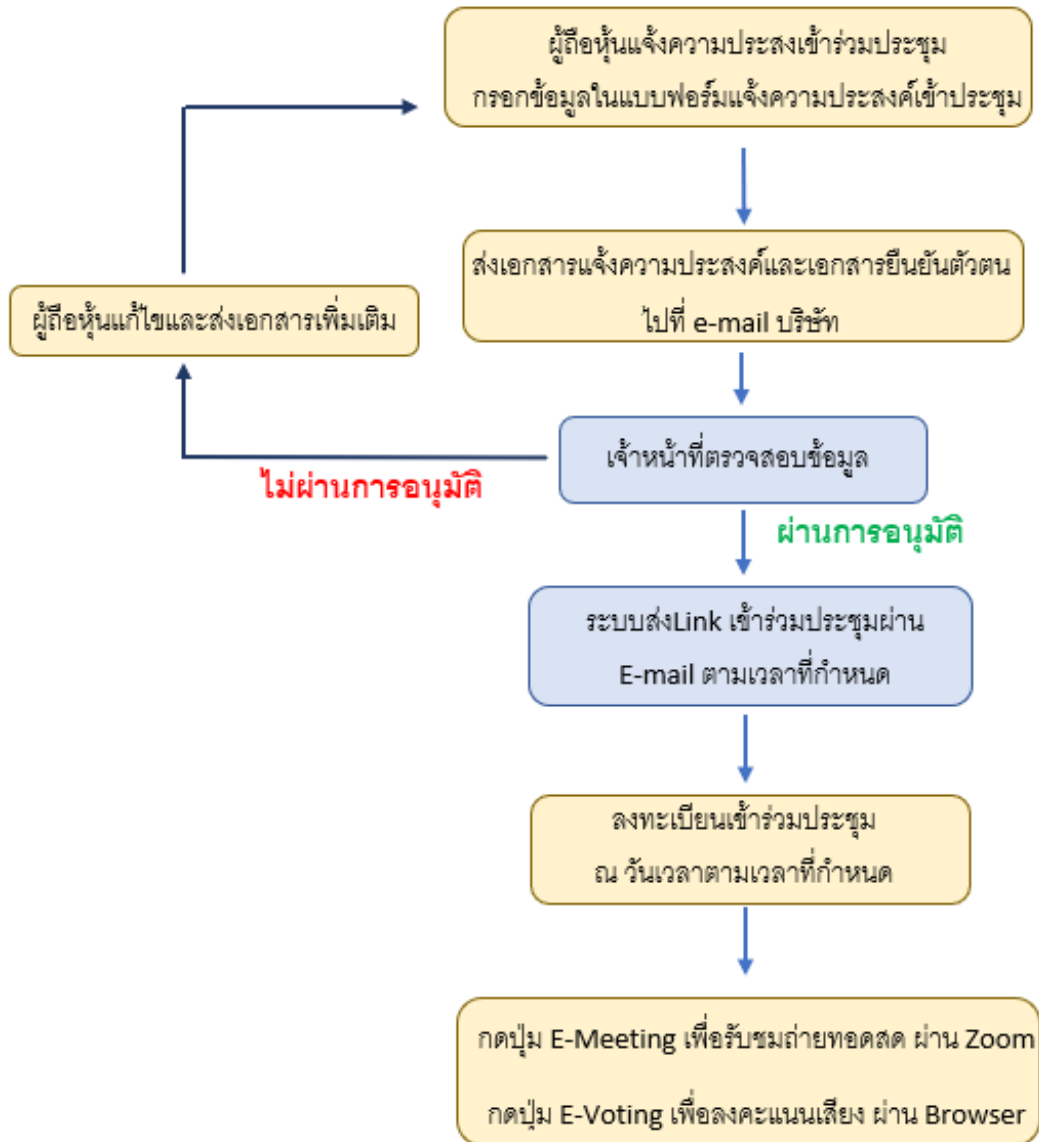 ผู้ถือหุ้นแจ้งความประสงเข้าร่วมประชุม
กรอกข้อมูลในแบบฟอร์มแจ้งความประสงค์เข้าประชุม
ส่งเอกสารแจ้งความประสงค์และเอกสารยืนยันตัวตน
ไปที่ e-mail บริษัท
ผู้ถือหุ้นแก้ไขและส่งเอกสารเพิ่มเติม
เจ้าหน้าที่ตรวจสอบข้อมูล
ไม่ผ่านการอนุมัติ
ผ่านการอนุมัติ
ระบบส่งLink เข้าร่วมประชุมผ่าน
E-mail ตามเวลาที่กำหนด
ลงทะเบียนเข้าร่วมประชุม
ณ วันเวลาตามเวลาที่กำหนด
กดปุ่ม E-Meeting เพื่อรับชมถ่ายทอดสด ผ่าน Zoom
กดปุ่ม E-Voting เพื่อลงคะแนนเสียง ผ่าน Browser